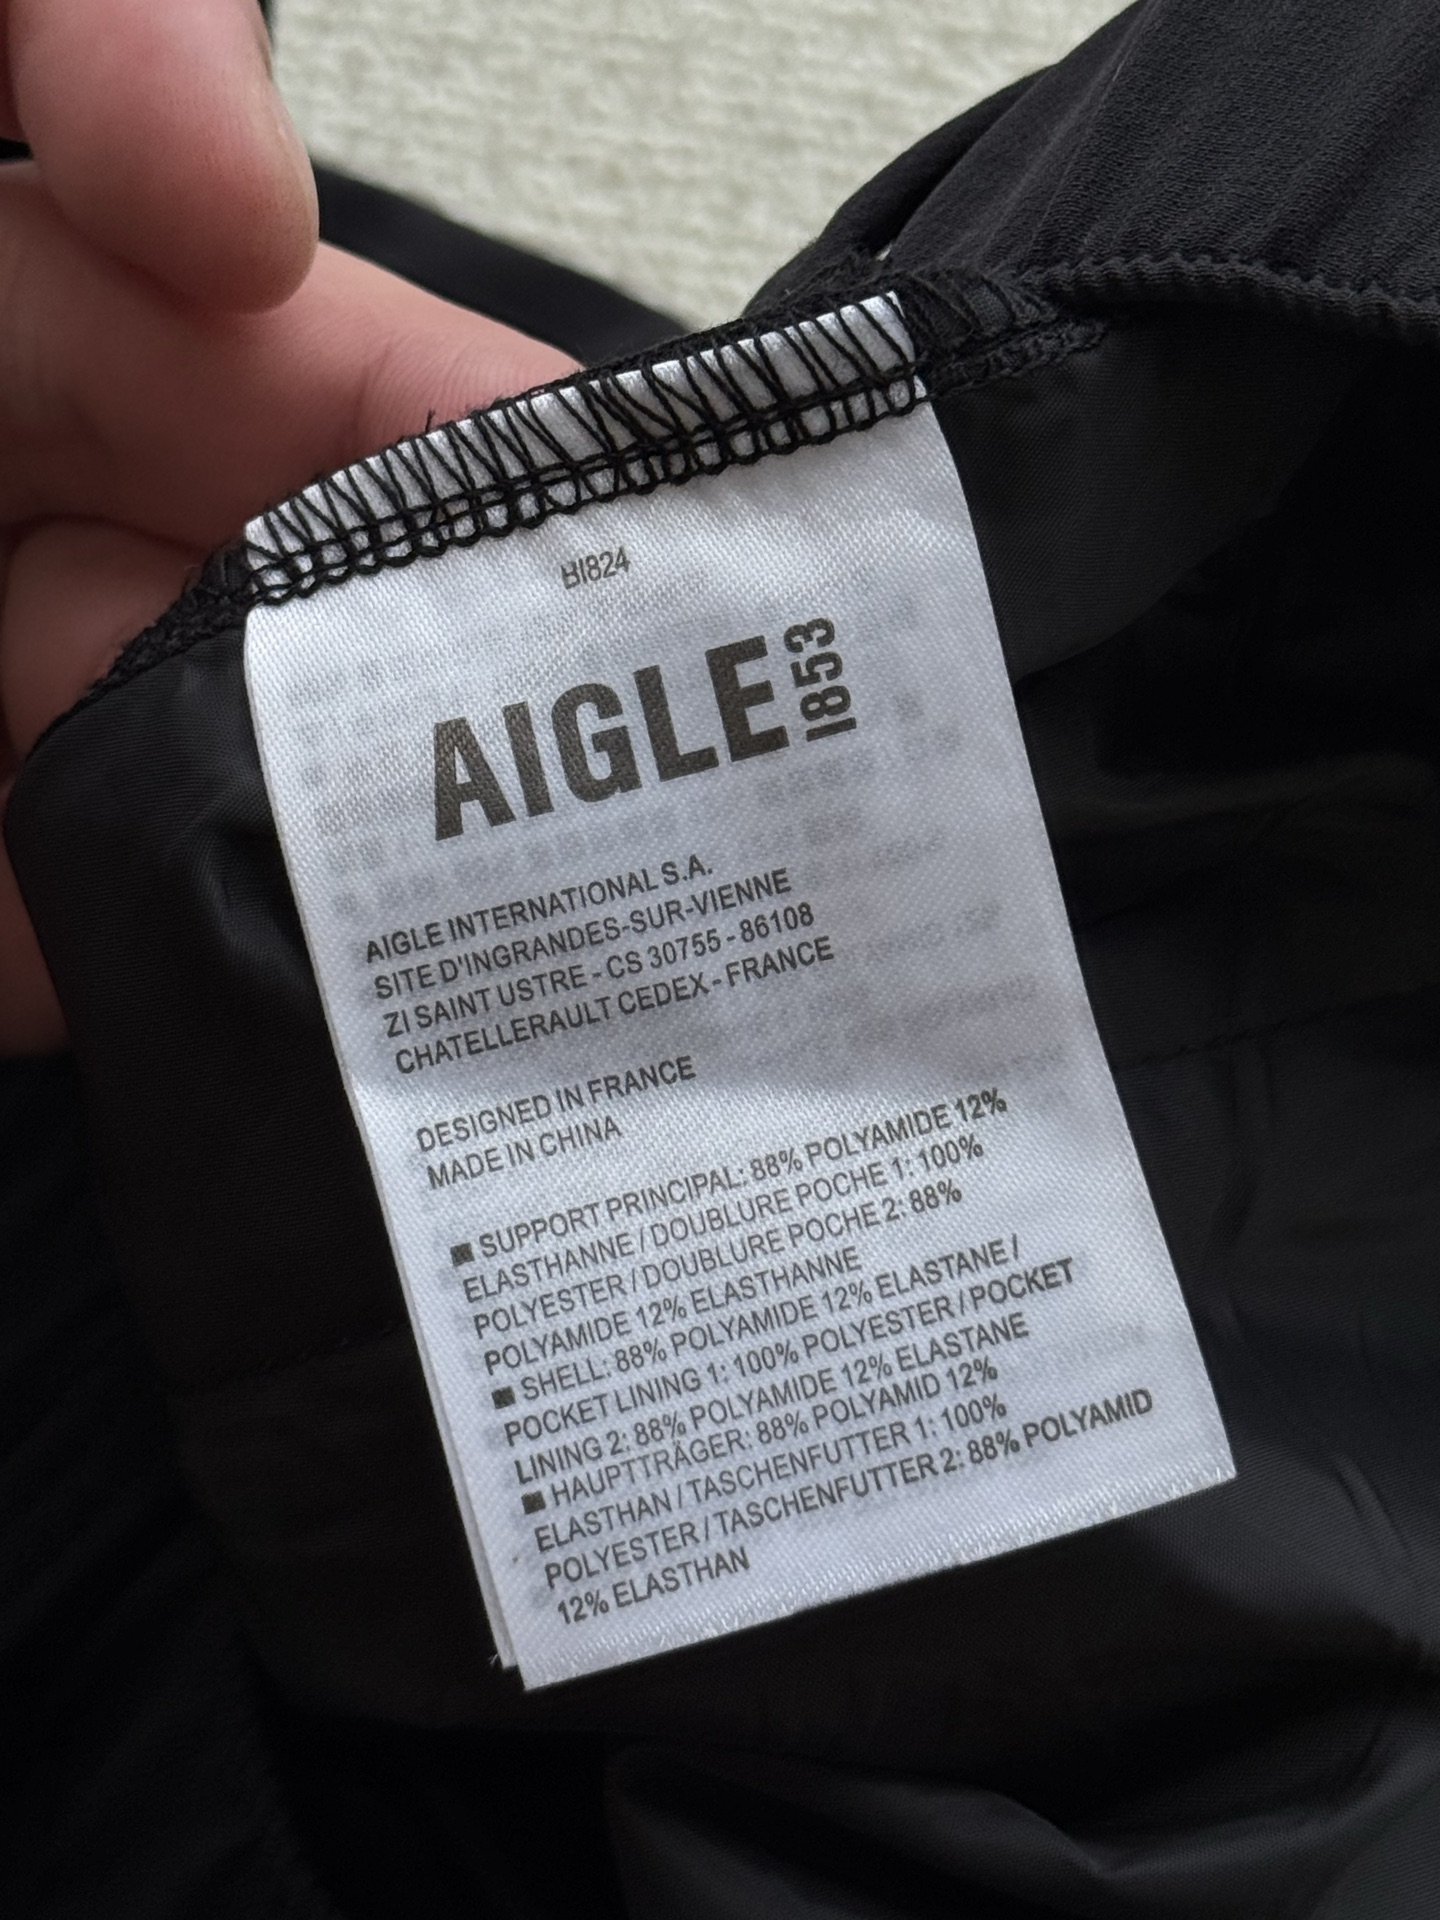 BI824
AIGLE 1853
AIGLE INTERNATIONAL S.A.
SITE D'INGRANDES-SUR-VIENNE
ZI SAINT USTRE - CS 30755 - 86108
CHATELLERAULT CEDEX - FRANCE
DESIGNED IN FRANCE
MADE IN CHINA
■ SUPPORT PRINCIPAL: 88% POLYAMIDE 12%
ELASTHANNE / DOUBLURE POCHE 1: 100%
POLYESTER / DOUBLURE POCHE 2: 88%
POLYAMIDE 12% ELASTHANNE
■ SHELL: 88% POLYAMIDE 12% ELASTANE /
POCKET LINING 1: 100% POLYESTER / POCKET
LINING 2: 88% POLYAMIDE 12% ELASTANE
■ HAUPTTRÄGER: 88% POLYAMID 12%
ELASTHAN / TASCHENFUTTER 1: 100%
POLYESTER / TASCHENFUTTER 2: 88% POLYAMID
12% ELASTHAN